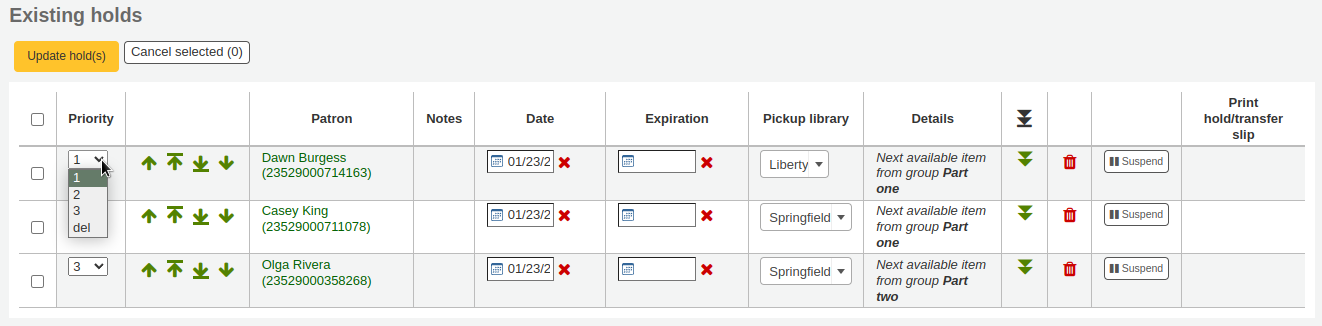 Existing holds
Update hold(s) Cancel selected (0)
Priority Patron Notes Date Expiration Pickup library Details Print hold/transfer slip
1 Dawn Burgess (23529000714163) 01/23/2 Liberty Next available item from group Part one Suspend
1
2
3
del
Casey King (23529000711078) 01/23/2 Springfield Next available item from group Part one Suspend
3 Olga Rivera (23529000358268) 01/23/2 Springfield Next available item from group Part two Suspend